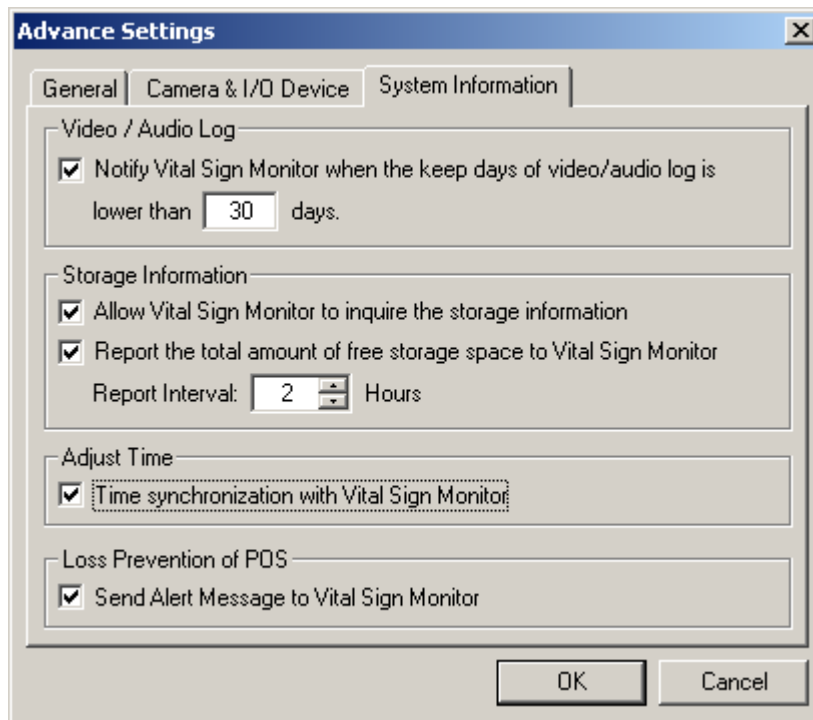 Advance Settings
General
Camera & I/O Device
System Information
Video / Audio Log
Notify Vital Sign Monitor when the keep days of video/audio log is
lower than 30 days.
Storage Information
Allow Vital Sign Monitor to inquire the storage information
Report the total amount of free storage space to Vital Sign Monitor
Report Interval: 2 Hours
Adjust Time
Time synchronization with Vital Sign Monitor
Loss Prevention of POS
Send Alert Message to Vital Sign Monitor
OK
Cancel